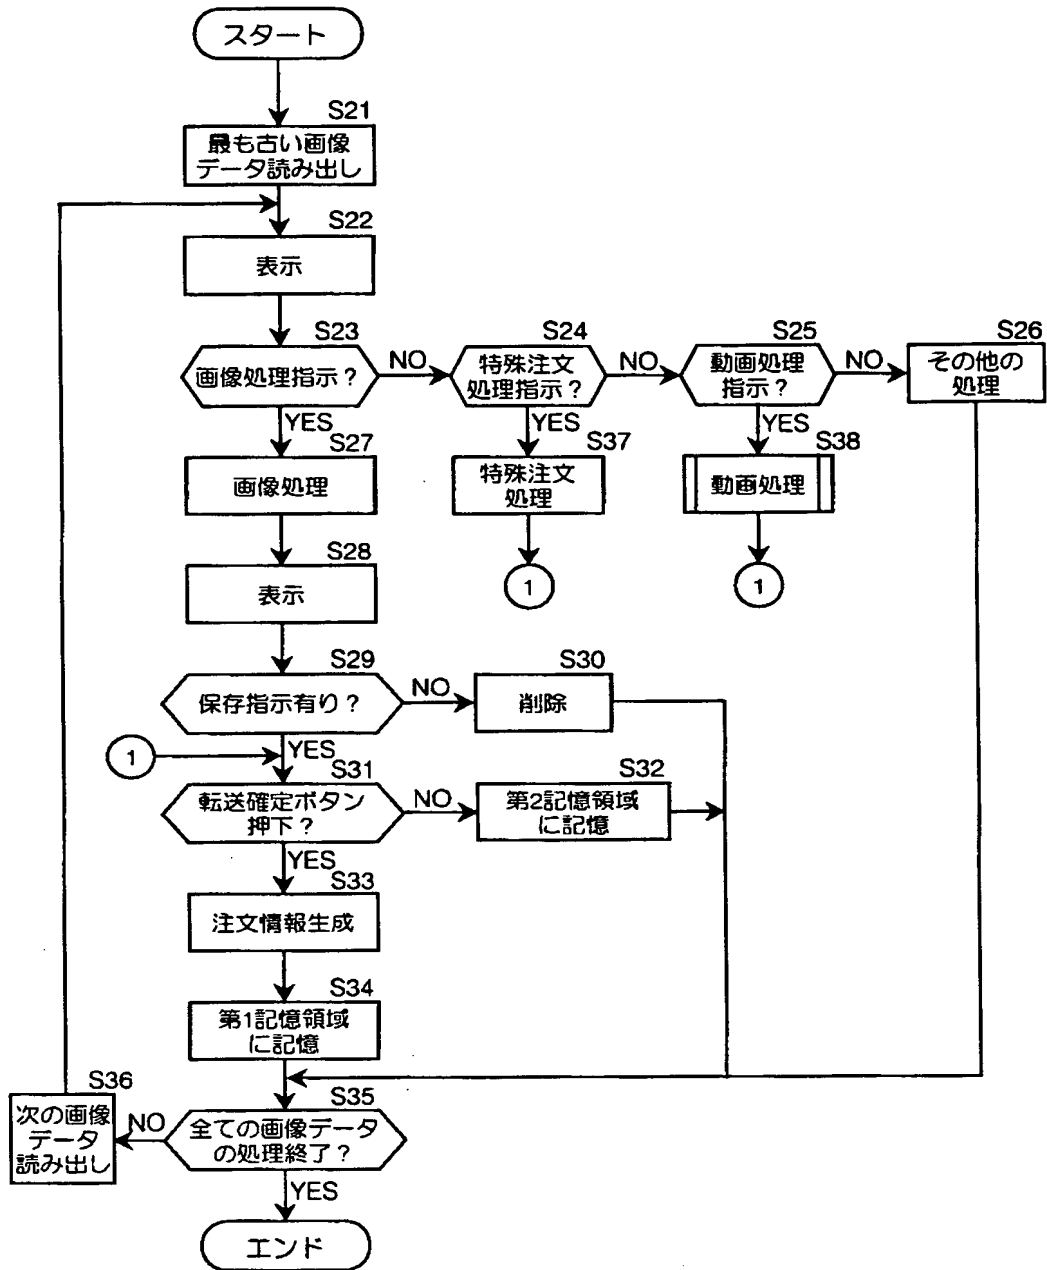 スタート
S21
最も古い画像
データ読み出し
S22
表示
S23
画像処理指示？
NO
YES
S24
特殊注文
処理指示？
NO
YES
S25
動画処理
指示？
NO
YES
S26
その他の
処理
S27
画像処理
S37
特殊注文
処理
1
S38
動画処理
1
S28
表示
S29
保存指示有り？
NO
YES
S30
削除
1
S31
転送確定ボタン
押下？
NO
YES
S32
第2記憶領域
に記憶
S33
注文情報生成
S34
第1記憶領域
に記憶
S35
全ての画像データ
の処理終了？
NO
YES
S36
次の画像
データ
読み出し
エンド